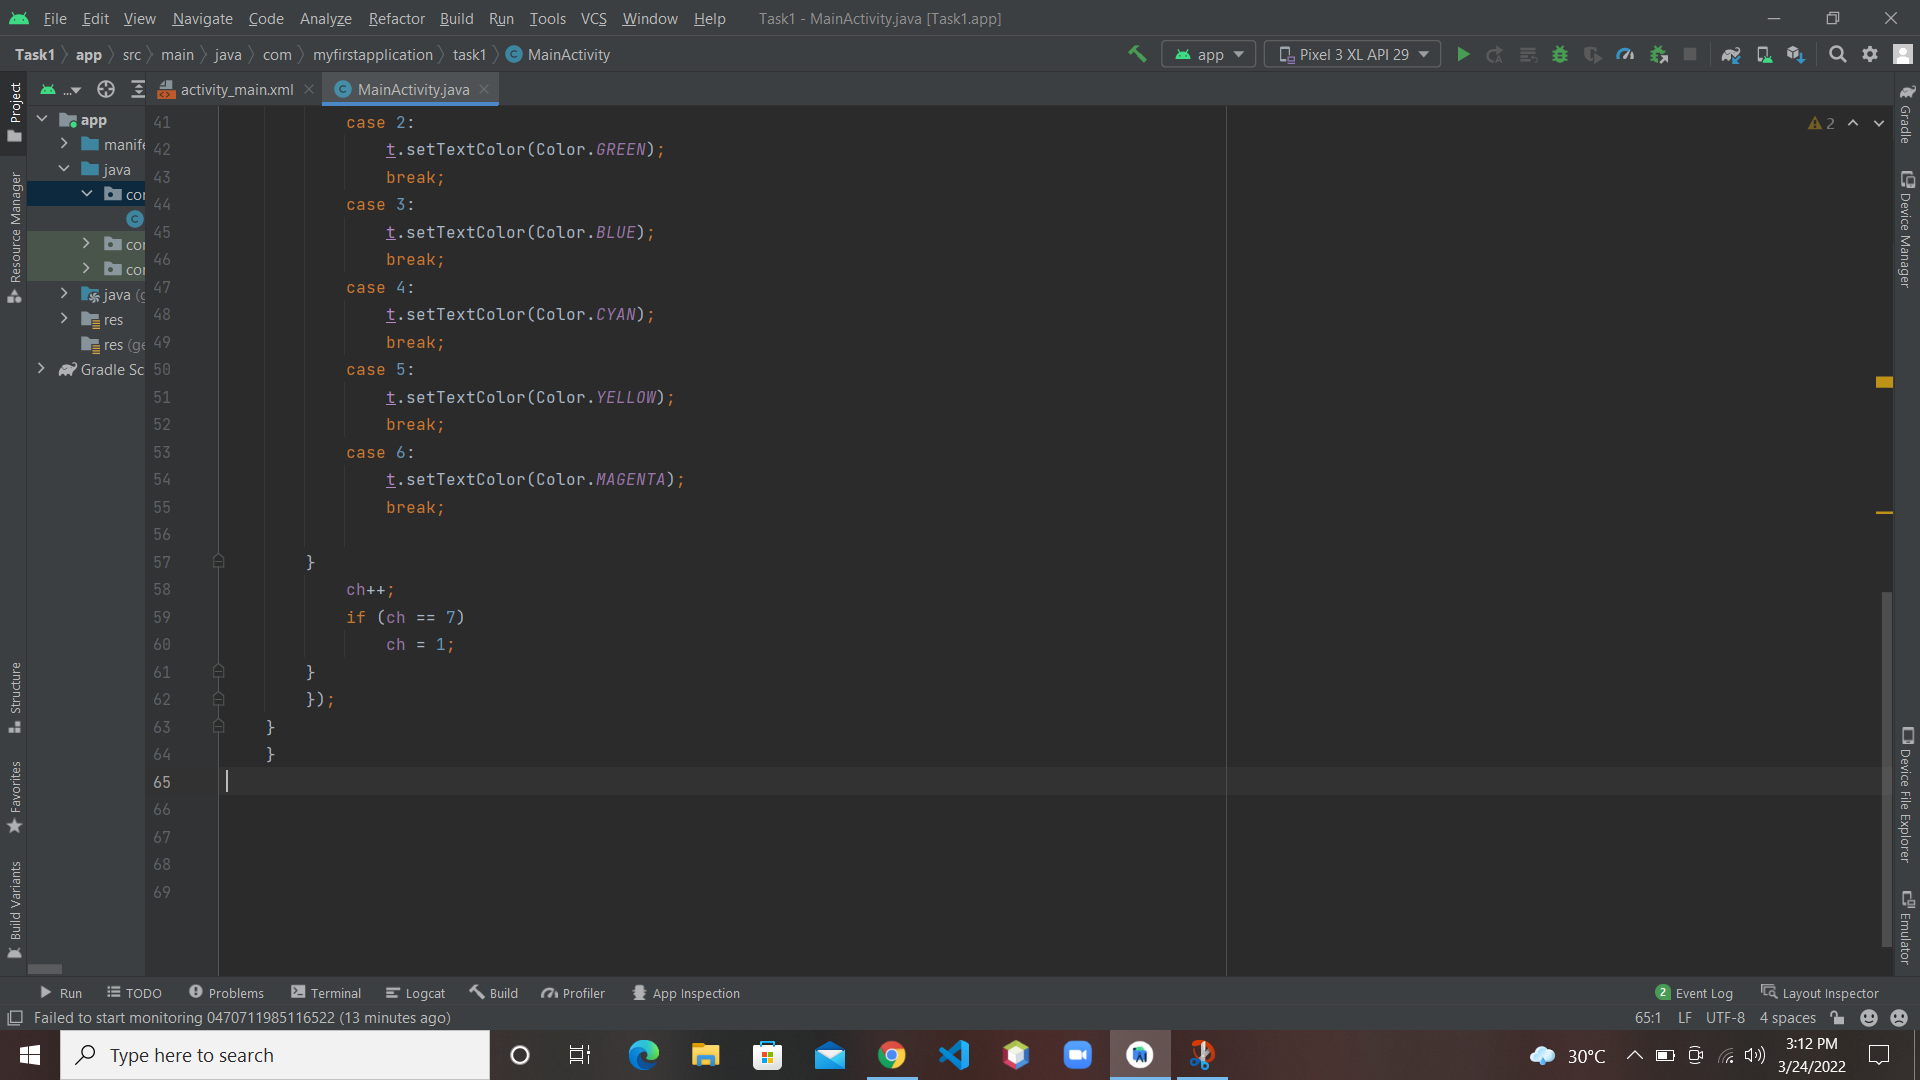 File Edit View Navigate Code Analyze Refactor Build Run Tools VCS Window Help Task1 - MainActivity.java [Task1.app]
Task1 app src main java com myfirstapplication task1 MainActivity app Pixel 3 XL API 29
... activity_main.xml MainActivity.java
Project
Resource Manager
Structure
Favorites
Build Variants
app
manife
java
com
java (g
res
res (ge
Gradle Sc
41 case 2:
42 t.setTextColor(Color.GREEN);
43 break;
44 case 3:
45 t.setTextColor(Color.BLUE);
46 break;
47 case 4:
48 t.setTextColor(Color.CYAN);
49 break;
50 case 5:
51 t.setTextColor(Color.YELLOW);
52 break;
53 case 6:
54 t.setTextColor(Color.MAGENTA);
55 break;
56
57 }
58 ch++;
59 if (ch == 7)
60 ch = 1;
61 }
62 });
63 }
64 }
65
66
67
68
69
2
Gradle
Device Manager
Device File Explorer
Emulator
Run TODO Problems Terminal Logcat Build Profiler App Inspection 2 Event Log Layout Inspector
Failed to start monitoring 0470711985116522 (13 minutes ago) 65:1 LF UTF-8 4 spaces
Type here to search 30°C 3:12 PM
3/24/2022